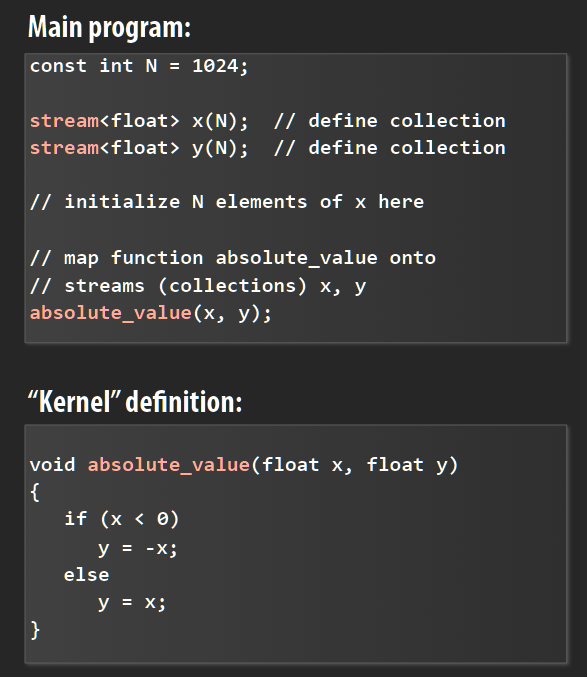 Main program:
const int N = 1024;
stream<float> x(N);  // define collection
stream<float> y(N);  // define collection
// initialize N elements of x here
// map function absolute_value onto
// streams (collections) x, y
absolute_value(x, y);
“Kernel” definition:
void absolute_value(float x, float y)
{
   if (x < 0)
      y = -x;
   else
      y = x;
}